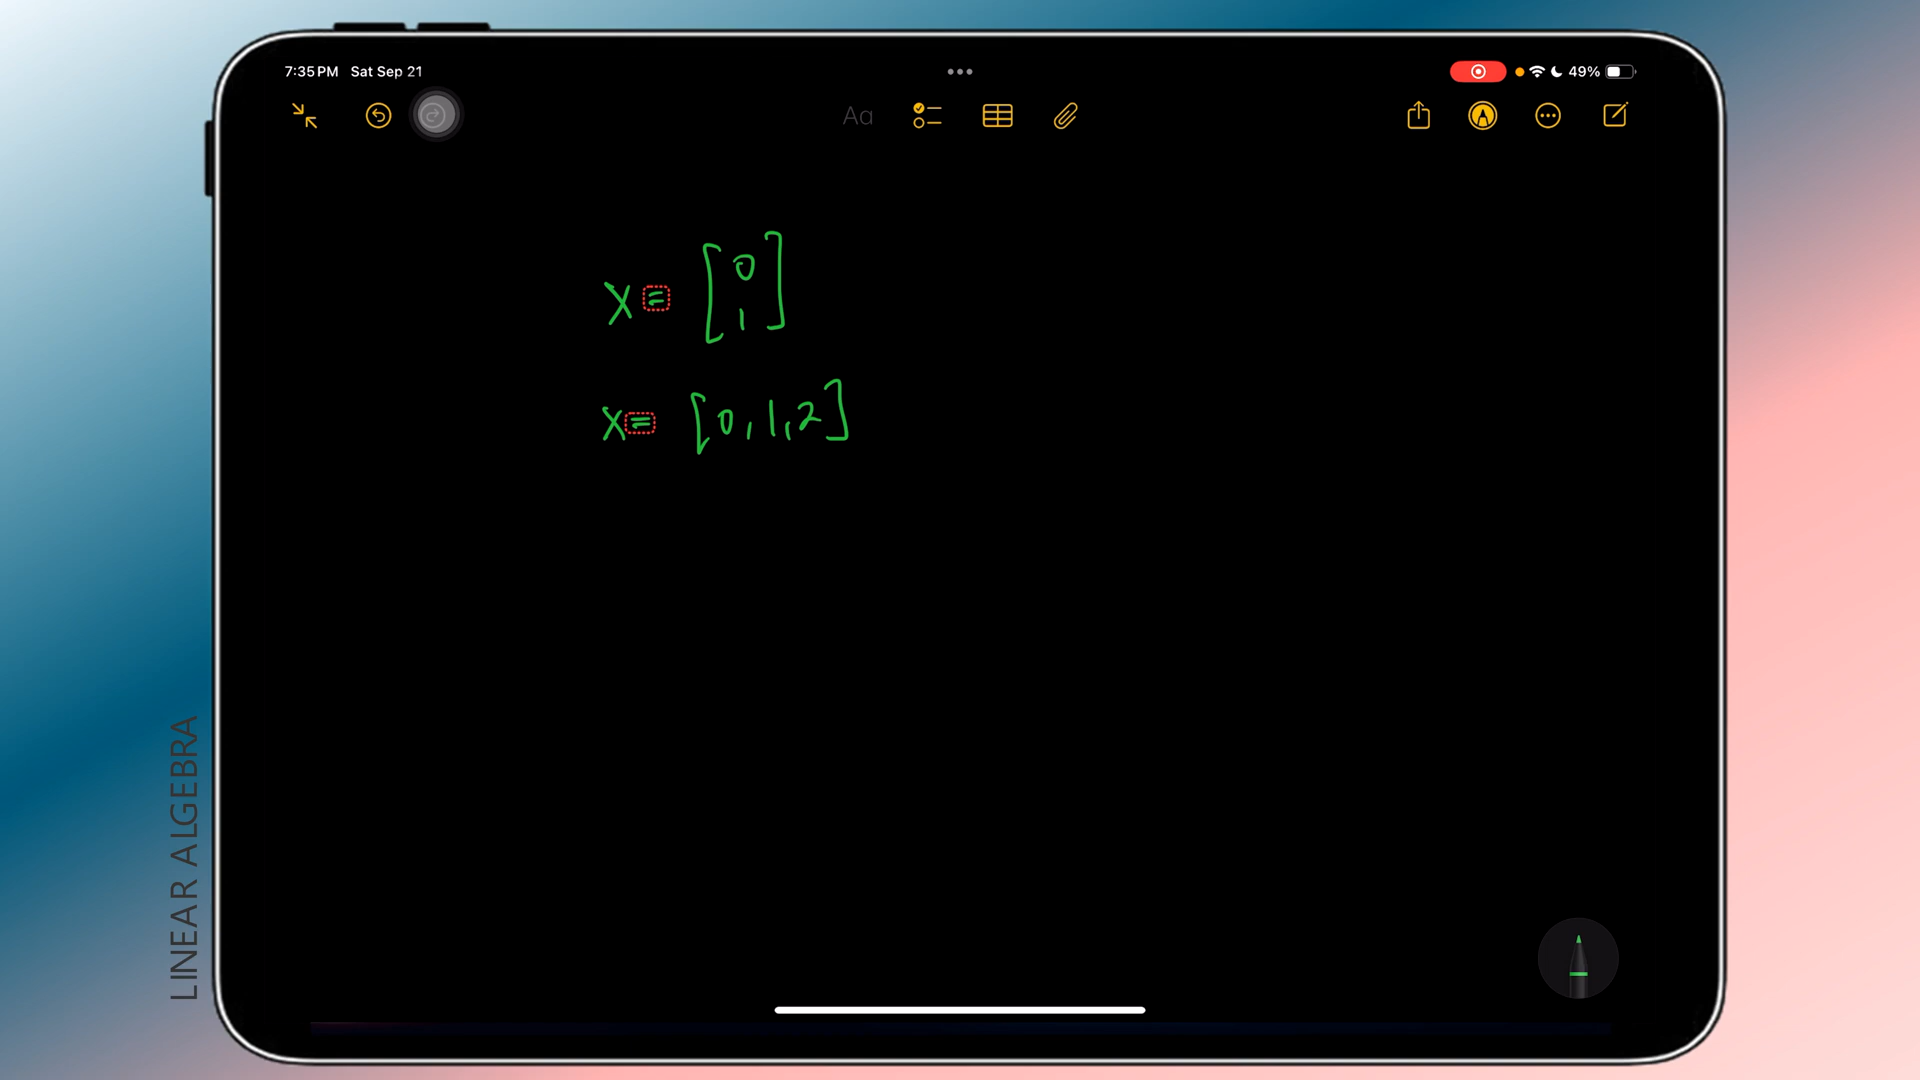 7:35 PM Sat Sep 21
49%
Aa
X = [0
1]
X = [0, 1, 2]
LINEAR ALGEBRA